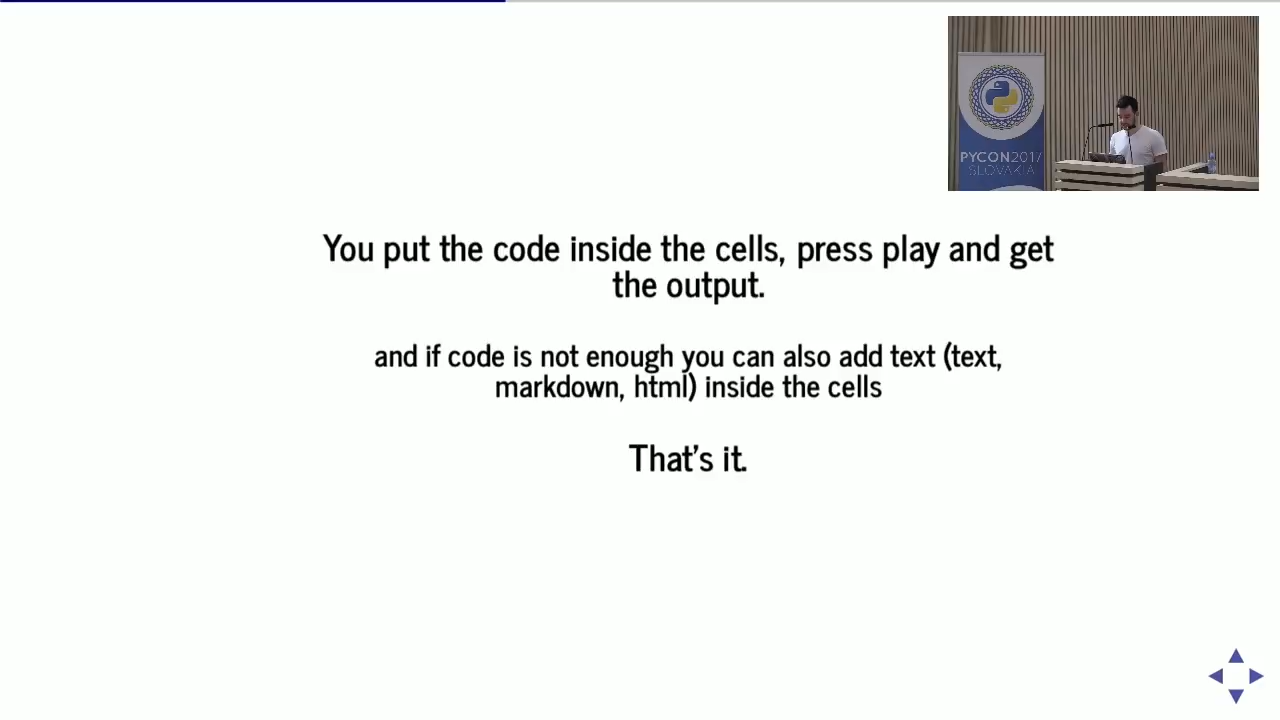 PYCON2017
SLOVAKIA
You put the code inside the cells, press play and get
the output.
and if code is not enough you can also add text (text,
markdown, html) inside the cells
That's it.